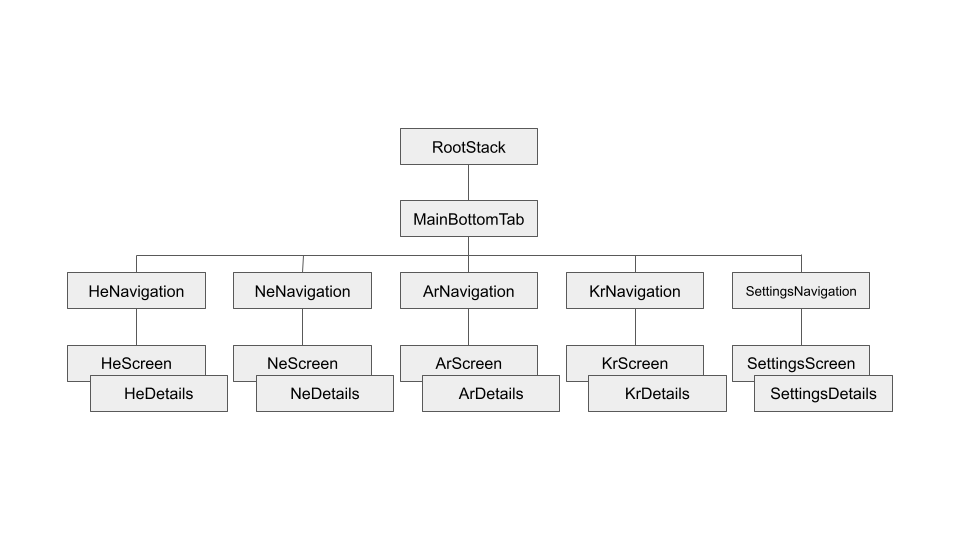 RootStack
MainBottomTab
HeNavigation
NeNavigation
ArNavigation
KrNavigation
SettingsNavigation
HeScreen
NeScreen
ArScreen
KrScreen
SettingsScreen
HeDetails
NeDetails
ArDetails
KrDetails
SettingsDetails